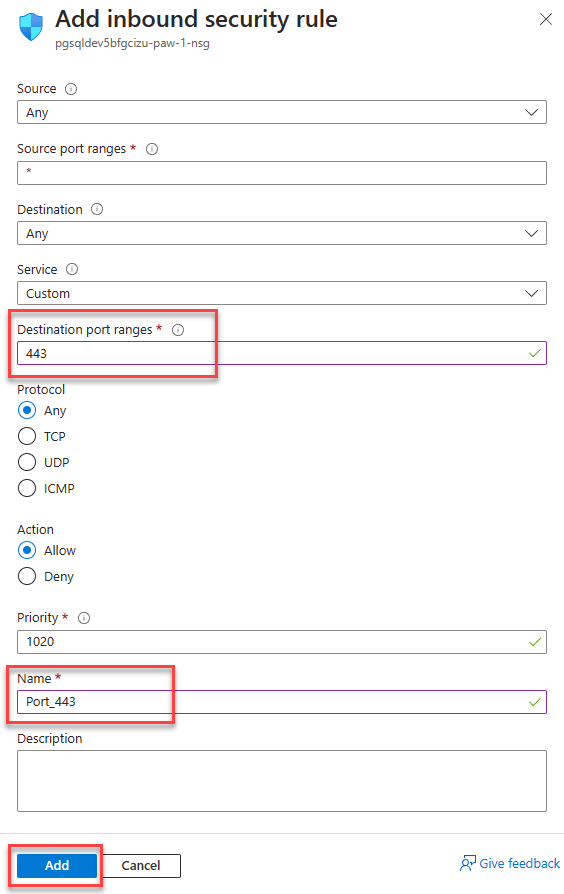 Add inbound security rule
pgsqldev5bfgcizu-paw-1-nsg
Source
Any
Source port ranges *
*
Destination
Any
Service
Custom
Destination port ranges *
443
Protocol
Any
TCP
UDP
ICMP
Action
Allow
Deny
Priority *
1020
Name *
Port_443
Description
Add Cancel Give feedback